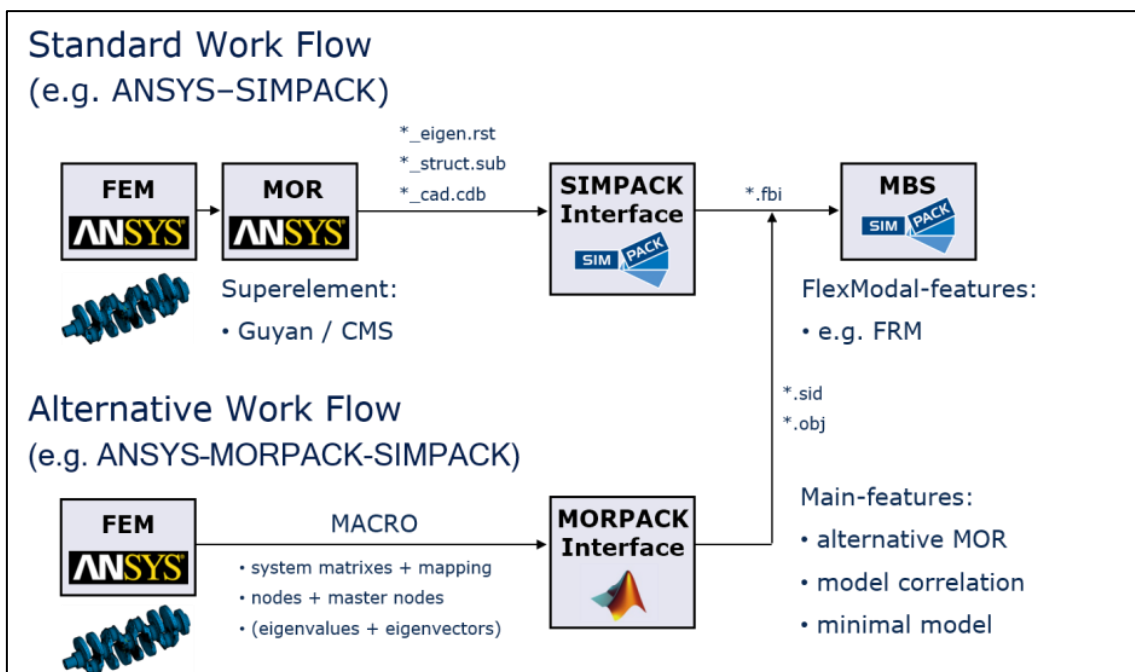 Standard Work Flow
(e.g. ANSYS–SIMPACK)
*_eigen.rst
*_struct.sub
*_cad.cdb
FEM
ANSYS
MOR
ANSYS
SIMPACK
Interface
SIM PACK
*.fbi
MBS
SIM PACK
Superelement:
• Guyan / CMS
FlexModal-features:
• e.g. FRM
*.sid
*.obj
Alternative Work Flow
(e.g. ANSYS-MORPACK-SIMPACK)
FEM
ANSYS
MACRO
• system matrixes + mapping
• nodes + master nodes
• (eigenvalues + eigenvectors)
MORPACK
Interface
Main-features:
• alternative MOR
• model correlation
• minimal model